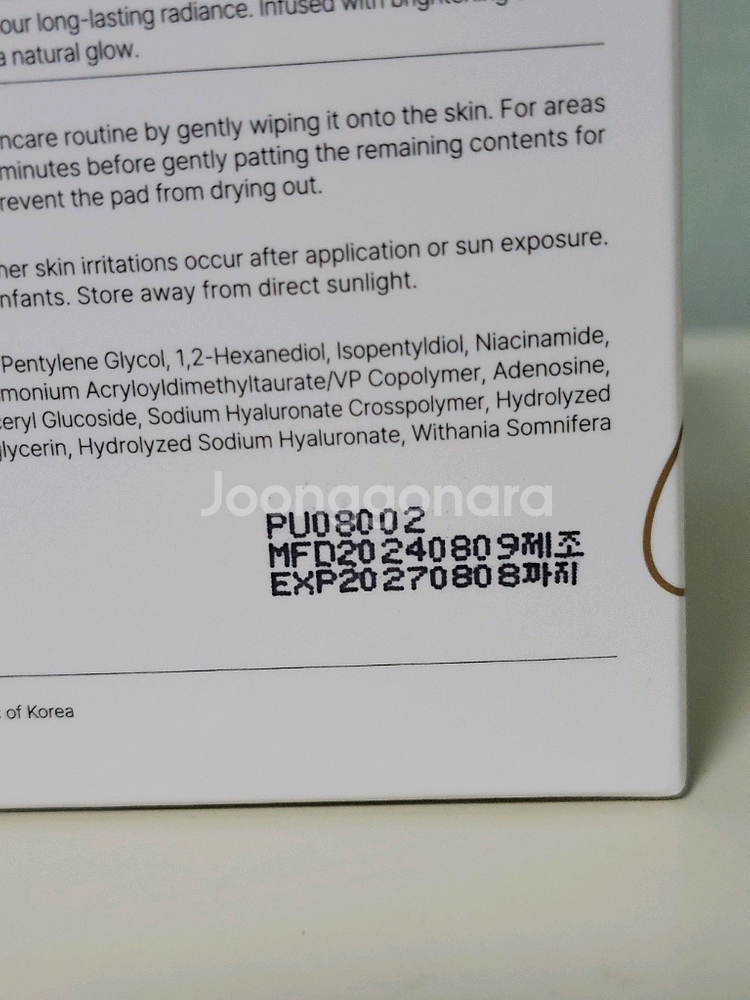 our long-lasting radiance. Infused with
a natural glow.
ncare routine by gently wiping it onto the skin. For areas
minutes before gently patting the remaining contents for
revent the pad from drying out.
ner skin irritations occur after application or sun exposure.
nfants. Store away from direct sunlight.
Pentylene Glycol, 1,2-Hexanediol, Isopentyldiol, Niacinamide,
monium Acryloyldimethyltaurate/VP Copolymer, Adenosine,
ceryl Glucoside, Sodium Hyaluronate Crosspolymer, Hydrolyzed
glycerin, Hydrolyzed Sodium Hyaluronate, Withania Somnifera
Joonggonara
PU08002
MFD20240809제조
EXP20270808까지
of Korea